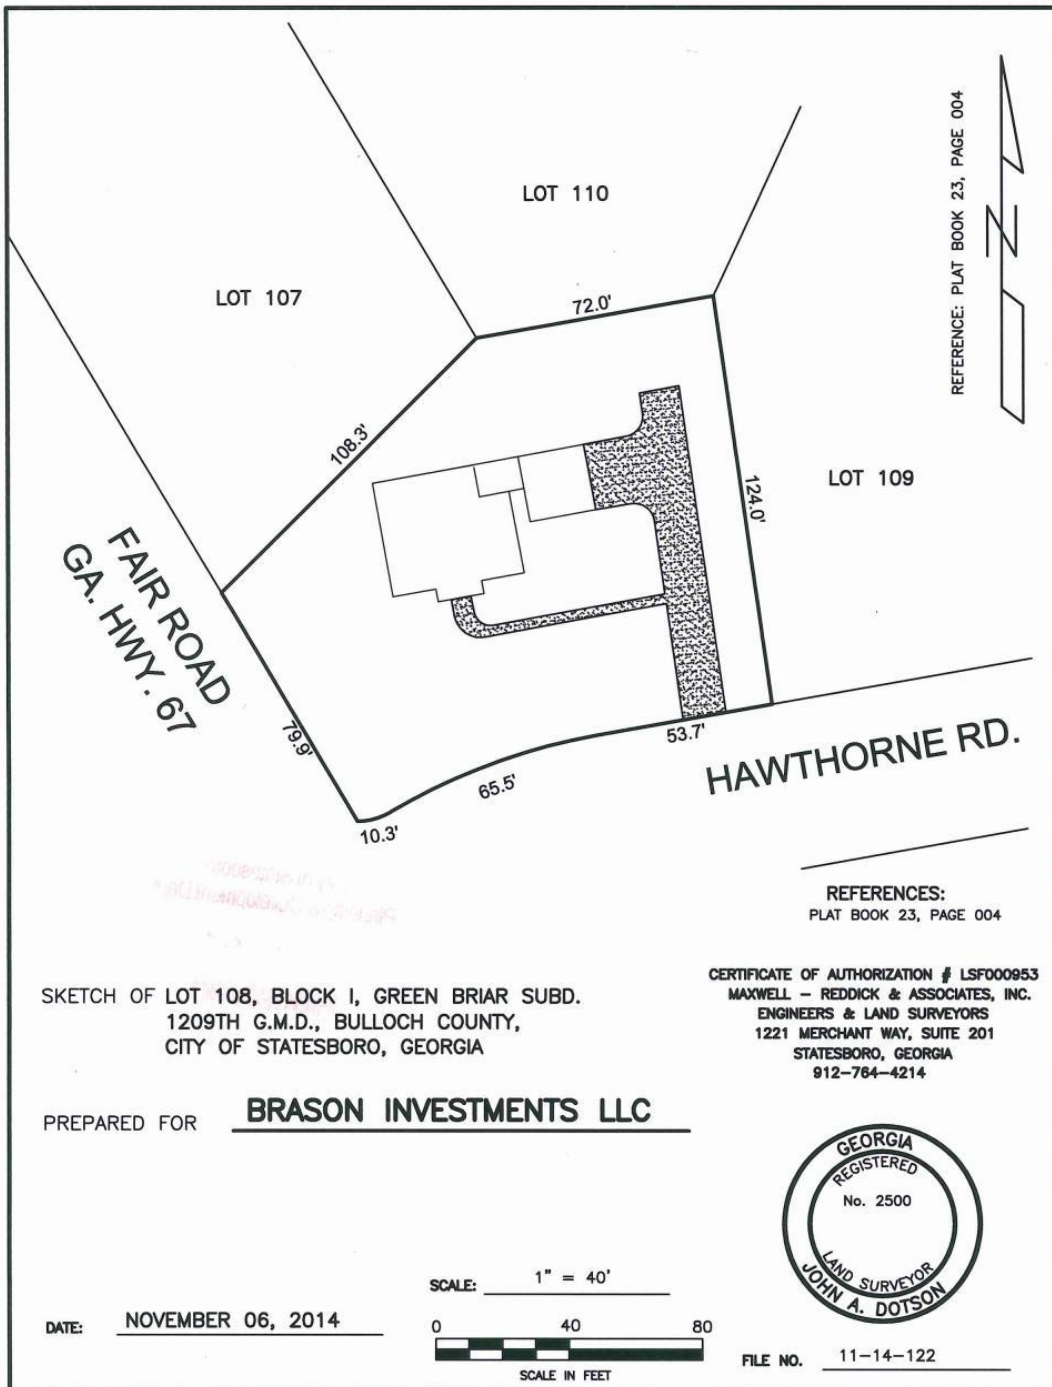 LOT 110
REFERENCE: PLAT BOOK 23, PAGE 004
N
LOT 107
72.0'
108.3'
LOT 109
124.0'
FAIR ROAD
GA. HWY. 67
79.9'
53.7'
HAWTHORNE RD.
65.5'
10.3'
REFERENCES:
PLAT BOOK 23, PAGE 004
SKETCH OF LOT 108, BLOCK I, GREEN BRIAR SUBD.
1209TH G.M.D., BULLOCH COUNTY,
CITY OF STATESBORO, GEORGIA
CERTIFICATE OF AUTHORIZATION # LSF000953
MAXWELL – REDDICK & ASSOCIATES, INC.
ENGINEERS & LAND SURVEYORS
1221 MERCHANT WAY, SUITE 201
STATESBORO, GEORGIA
912–764–4214
PREPARED FOR BRASON INVESTMENTS LLC
GEORGIA
REGISTERED
No. 2500
LAND SURVEYOR
JOHN A. DOTSON
SCALE: 1" = 40'
DATE: NOVEMBER 06, 2014
0 40 80
SCALE IN FEET
FILE NO. 11–14–122